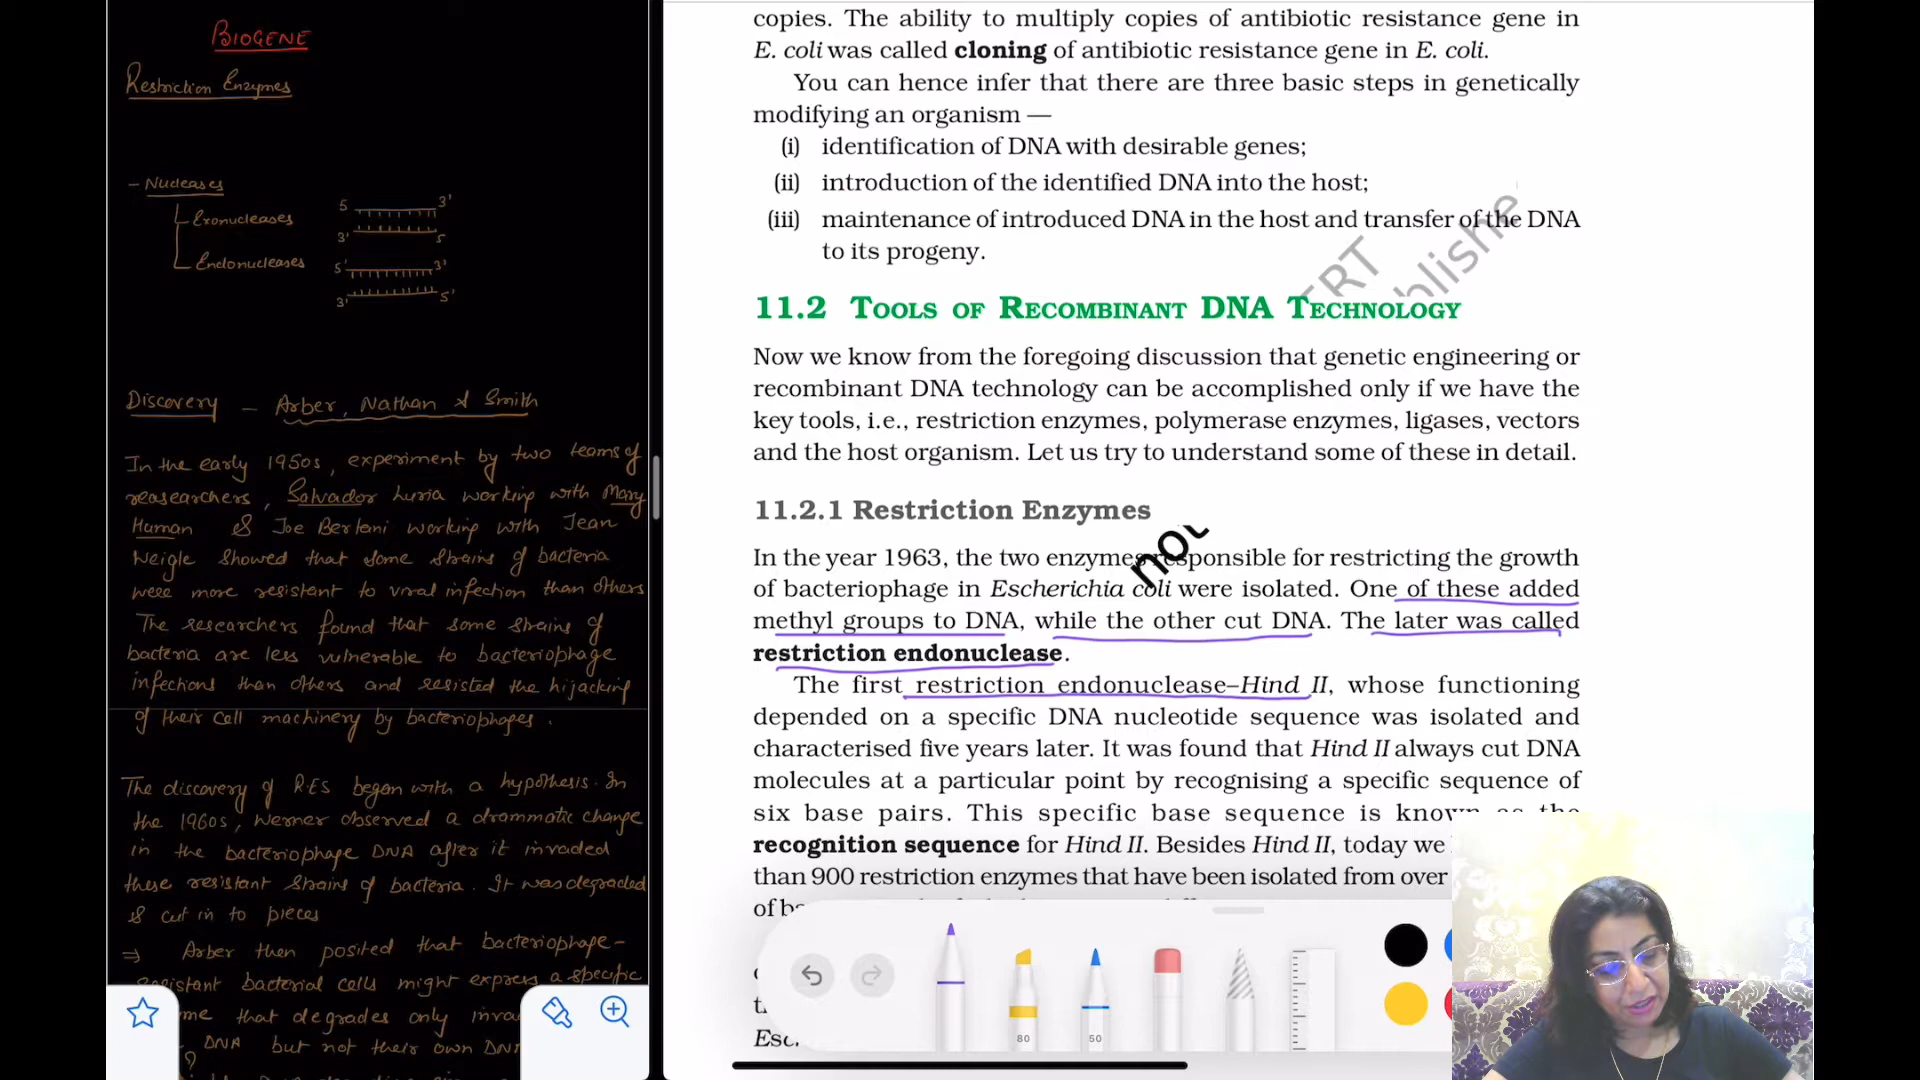 BIOGENE
Restriction Enzymes
- Nucleases
Exonucleases
Endonucleases
5 3'
3' 5
5' 3'
3' 5'
Discovery - Arber, Nathan & Smith
In the early 1950s, experiment by two teams of
reasearchers, Salvador Luria working with Mary
Human & Joe Bertani working with Jean
Weigle showed that some strains of bacteria
were more resistent to viral infection than others
The researchers found that some strains of
bacteria are less vulnerable to bacteriophage
infections than others and resisted the hijacking
of their cell machinery by bacteriophages.
The discovery of RES began with a hypothesis. In
the 1960s, Werner observed a drammatic change
in the bacteriophage DNA after it invaded
these resistant strains of bacteria. It was degraded
& cut in to pieces
⇒ Arber then posited that bacteriophage-
resistant bacterial cells might express a specific
me that degrades only inva
DNA but not their own DN
copies. The ability to multiply copies of antibiotic resistance gene in
E. coli was called cloning of antibiotic resistance gene in E. coli.
You can hence infer that there are three basic steps in genetically
modifying an organism —
(i) identification of DNA with desirable genes;
(ii) introduction of the identified DNA into the host;
(iii) maintenance of introduced DNA in the host and transfer of the DNA
to its progeny.
11.2 TOOLS OF RECOMBINANT DNA TECHNOLOGY
Now we know from the foregoing discussion that genetic engineering or
recombinant DNA technology can be accomplished only if we have the
key tools, i.e., restriction enzymes, polymerase enzymes, ligases, vectors
and the host organism. Let us try to understand some of these in detail.
11.2.1 Restriction Enzymes
In the year 1963, the two enzymes responsible for restricting the growth
of bacteriophage in Escherichia coli were isolated. One of these added
methyl groups to DNA, while the other cut DNA. The later was called
restriction endonuclease.
The first restriction endonuclease–Hind II, whose functioning
depended on a specific DNA nucleotide sequence was isolated and
characterised five years later. It was found that Hind II always cut DNA
molecules at a particular point by recognising a specific sequence of
six base pairs. This specific base sequence is known as the
recognition sequence for Hind II. Besides Hind II, today we
than 900 restriction enzymes that have been isolated from over
of ba
Esc
not
RT
blishe
80
50